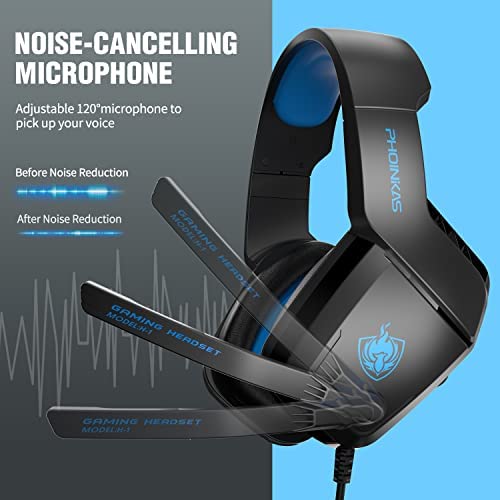 NOISE-CANCELLING
MICROPHONE
Adjustable 120°microphone to
pick up your voice
Before Noise Reduction
After Noise Reduction
PHOINIKAS
GAMING HEADSET
MODEL:H-1
GAMING HEADSET
MODEL:H-1
GAMING HEADSET
MODEL:H-1